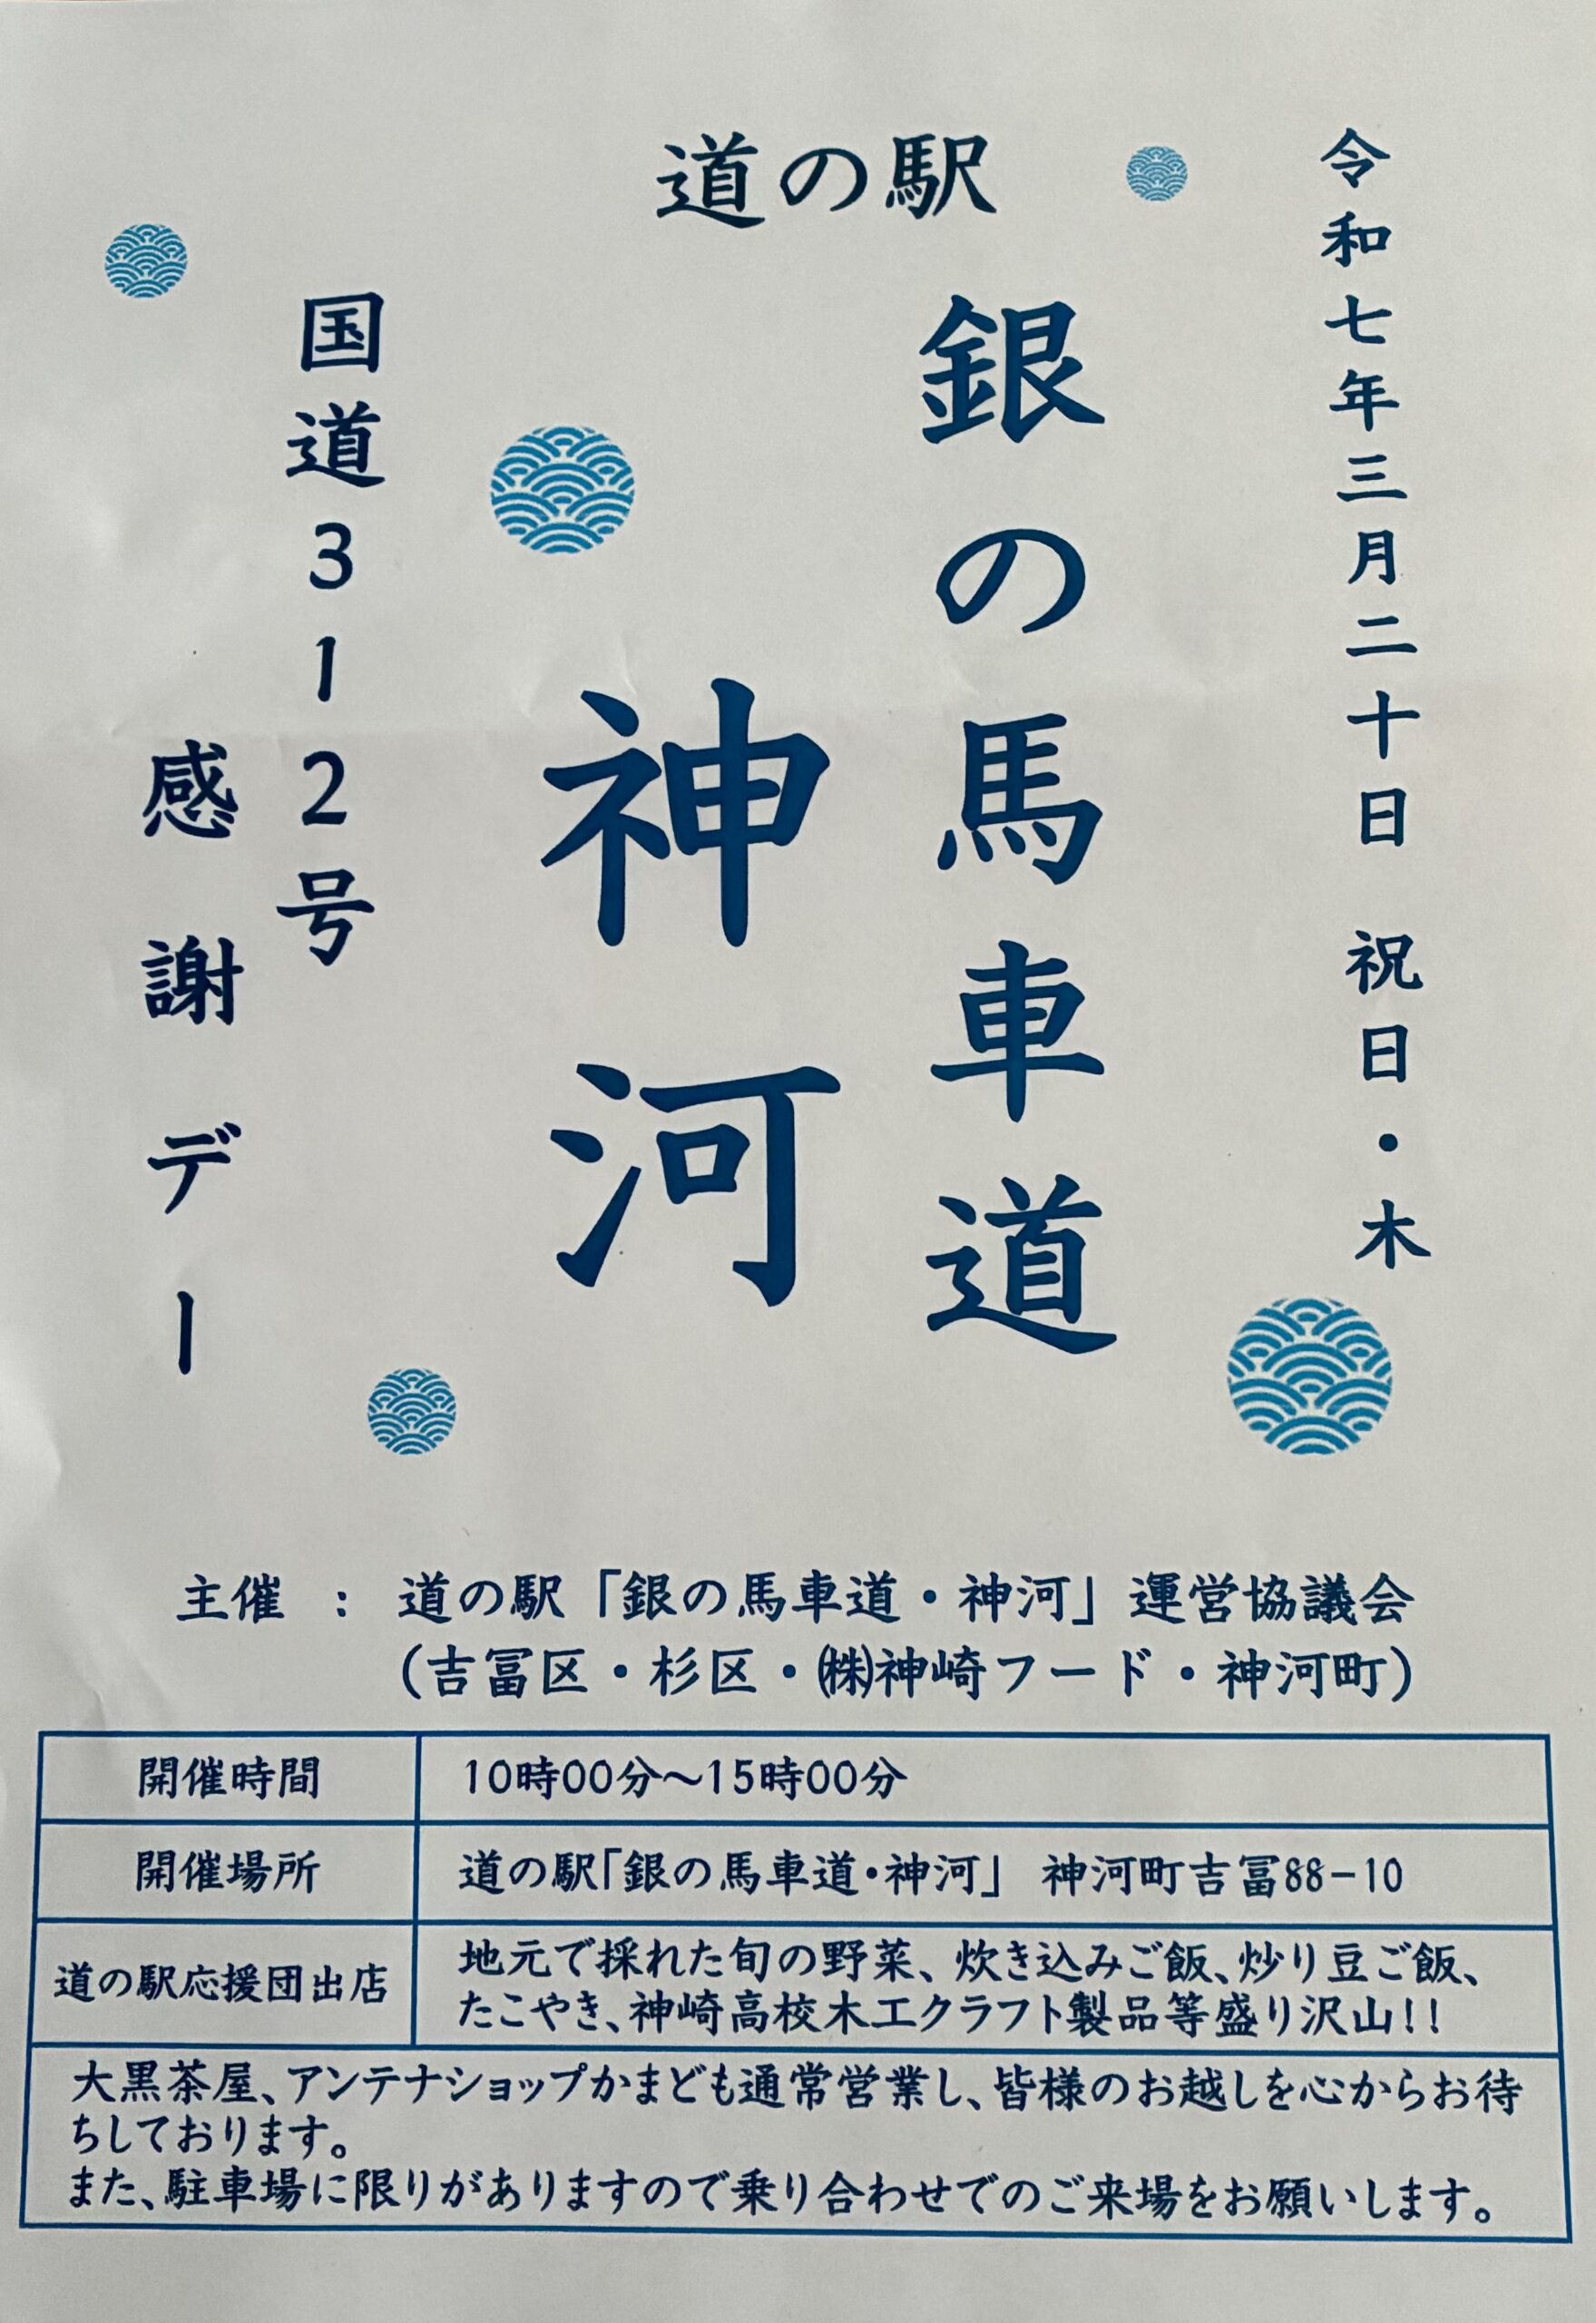 道の駅
令和七年三月二十日 祝日・木
銀の馬車道
神河
国道312号
感謝デー
主催 : 道の駅「銀の馬車道・神河」運営協議会
(吉冨区・杉区・㈱神崎フード・神河町)
開催時間
10時00分～15時00分
開催場所
道の駅「銀の馬車道・神河」 神河町吉冨88-10
道の駅応援団出店
地元で採れた旬の野菜、炊き込みご飯、炒り豆ご飯、
たこやき、神崎高校木工クラフト製品等盛り沢山!!
大黒茶屋、アンテナショップかまども通常営業し、皆様のお越しを心からお待
ちしております。
また、駐車場に限りがありますので乗り合わせでのご来場をお願いします。